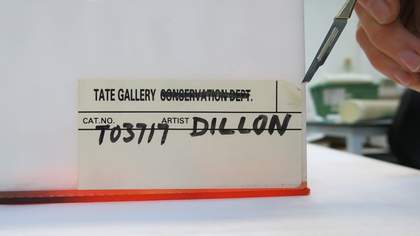 TATE GALLERY CONSERVATION DEPT.
CAT.NO. T03717 ARTIST DILLON